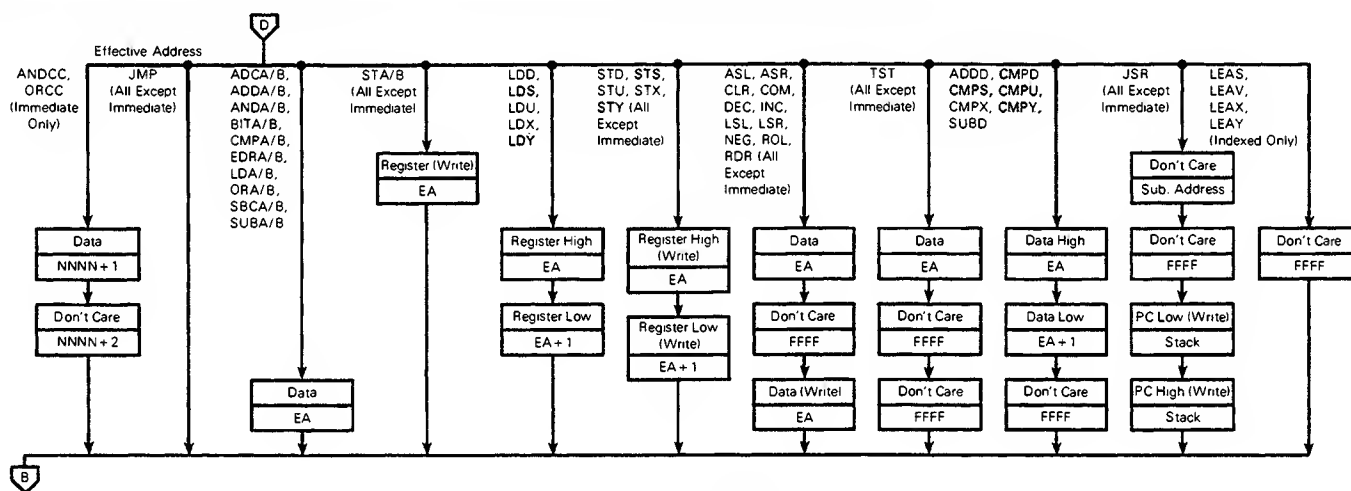 D
Effective Address
ANDCC,
ORCC
(Immediate
Only)
JMP
(All Except
Immediate)
ADCA/B,
ADDA/B,
ANDA/B,
BITA/B,
CMPA/B,
EDRA/B,
LDA/B,
ORA/B,
SBCA/B,
SUBA/B
STA/B
(All Except
Immediate)
LDD,
LDS,
LDU,
LDX,
LDY
STD, STS,
STU, STX,
STY (All
Except
Immediate)
ASL, ASR,
CLR, COM,
DEC, INC,
LSL, LSR,
NEG, ROL,
RDR (All
Except
Immediate)
TST
(All Except
Immediate)
ADDD, CMPD
CMPS, CMPU,
CMPX, CMPY,
SUBD
JSR
(All Except
Immediate)
LEAS,
LEAV,
LEAX,
LEAY
(Indexed Only)
Data
NNNN + 1
Don't Care
NNNN + 2
Data
EA
Register (Write)
EA
Register High
EA
Register Low
EA + 1
Register High
(Write)
EA
Register Low
(Write)
EA + 1
Data
EA
Don't Care
FFFF
Data (Write)
EA
Data
EA
Don't Care
FFFF
Don't Care
FFFF
Data High
EA
Data Low
EA + 1
Don't Care
FFFF
Don't Care
Sub. Address
Don't Care
FFFF
PC Low (Write)
Stack
PC High (Write)
Stack
Don't Care
FFFF
B